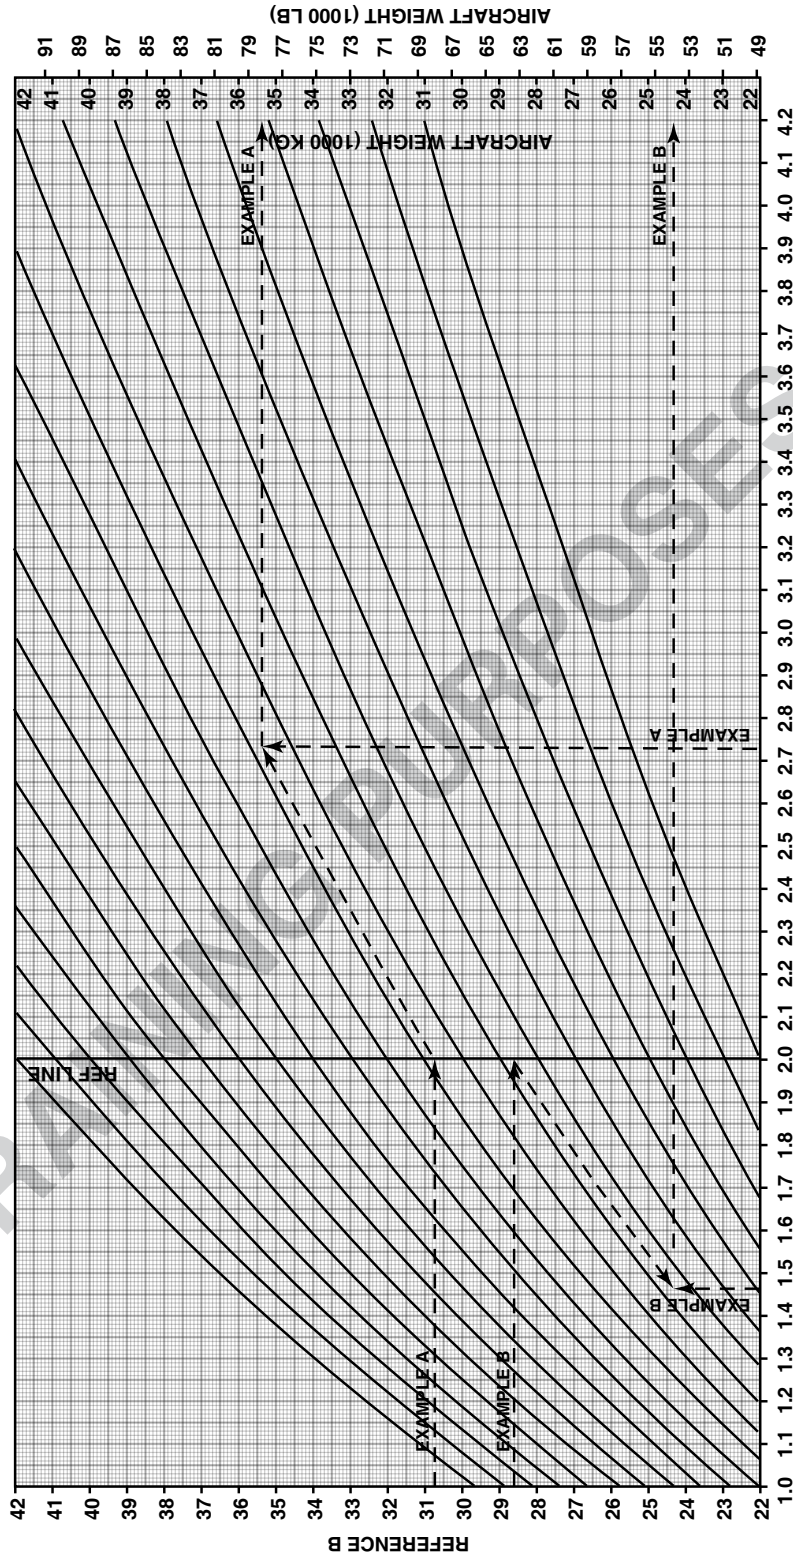 AIRCRAFT WEIGHT (1000 LB)
91 89 87 85 83 81 79 77 75 73 71 69 67 65 63 61 59 57 54 53 51 49
42 41 40 39 38 37 36 35 34 33 32 31 30 29 28 27 26 25 24 23 22
AIRCRAFT WEIGHT (1000 KG)
EXAMPLE A
EXAMPLE B
4.2
4.1
4.0
3.9
3.8
3.7
3.6
3.5
3.4
3.3
3.2
3.1
3.0
2.9
2.8
EXAMPLE A
2.7
2.6
2.5
2.4
2.3
2.2
2.1
2.0
REF LINE
1.9
1.8
1.7
1.6
1.5
EXAMPLE B
1.4
1.3
1.2
1.1
1.0
EXAMPLE A
EXAMPLE B
42 41 40 39 38 37 36 35 34 33 32 31 30 29 28 27 26 25 24 23 22
REFERENCE B
RAINING PURPOSES